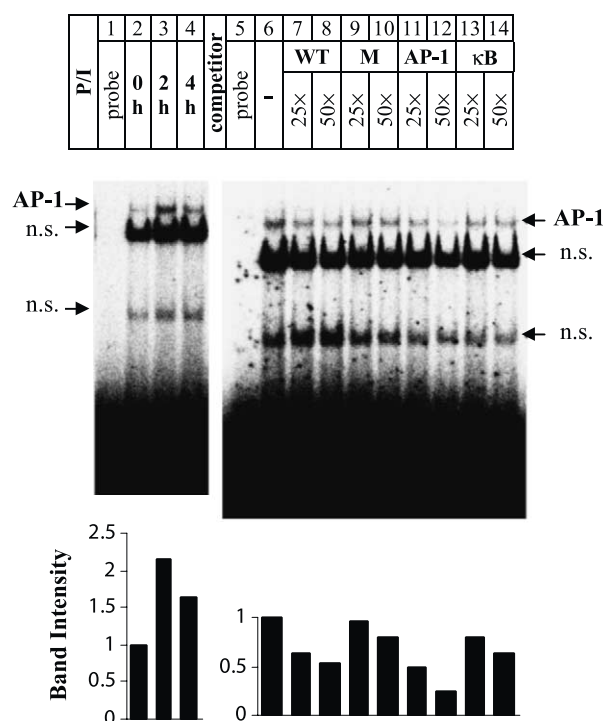 1 2 3 4 5 6 7 8 9 10 11 12 13 14
P/I probe 0 h 2 h 4 h competitor probe - WT M AP-1 κB
25× 50× 25× 50× 25× 50× 25× 50×
AP-1 AP-1
n.s. n.s.
n.s. n.s.
Band Intensity
2.5
2
1.5
1
0.5
0
1
0.5
0